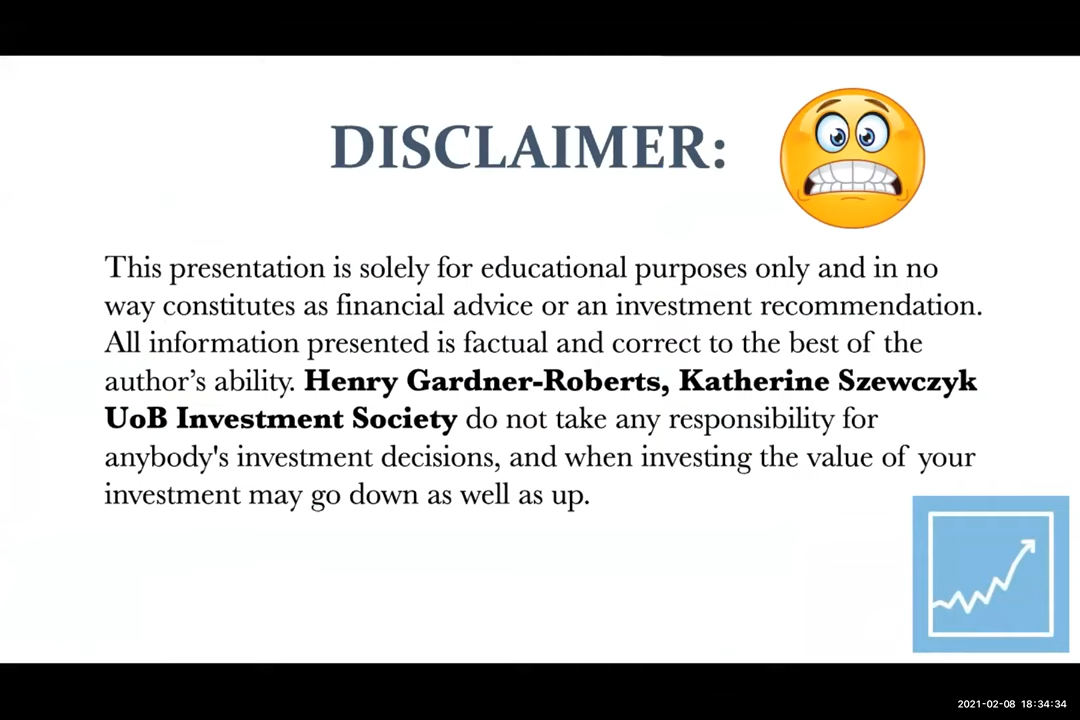 DISCLAIMER:
This presentation is solely for educational purposes only and in no
way constitutes as financial advice or an investment recommendation.
All information presented is factual and correct to the best of the
author’s ability. Henry Gardner-Roberts, Katherine Szewczyk
UoB Investment Society do not take any responsibility for
anybody's investment decisions, and when investing the value of your
investment may go down as well as up.
2021-02-08 18:34:34